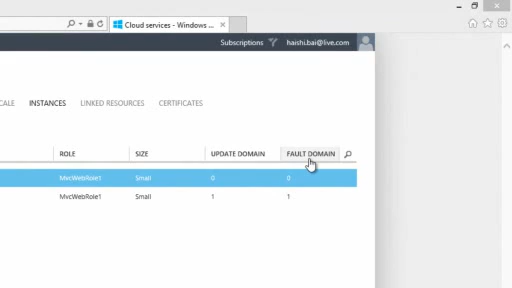 Cloud services - Windows ...
Subscriptions haishi.bai@live.com
CALE INSTANCES LINKED RESOURCES CERTIFICATES
ROLE SIZE UPDATE DOMAIN FAULT DOMAIN
MvcWebRole1 Small 0 0
MvcWebRole1 Small 1 1